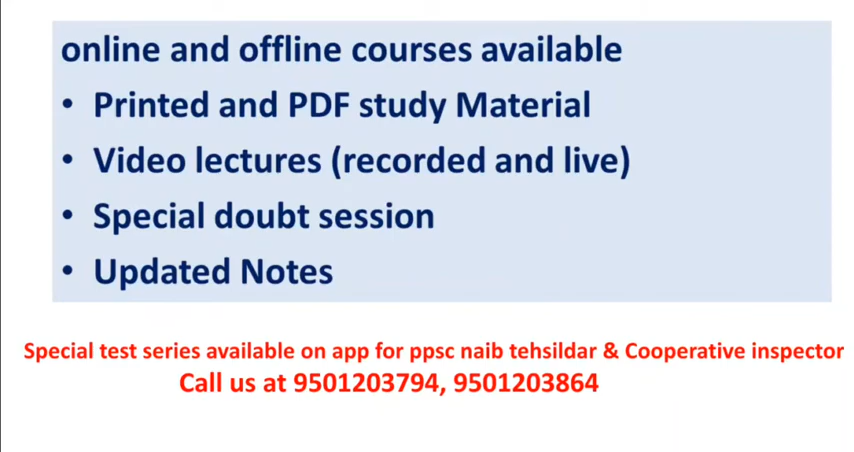 online and offline courses available
• Printed and PDF study Material
• Video lectures (recorded and live)
• Special doubt session
• Updated Notes
Special test series available on app for ppsc naib tehsildar & Cooperative inspector
Call us at 9501203794, 9501203864